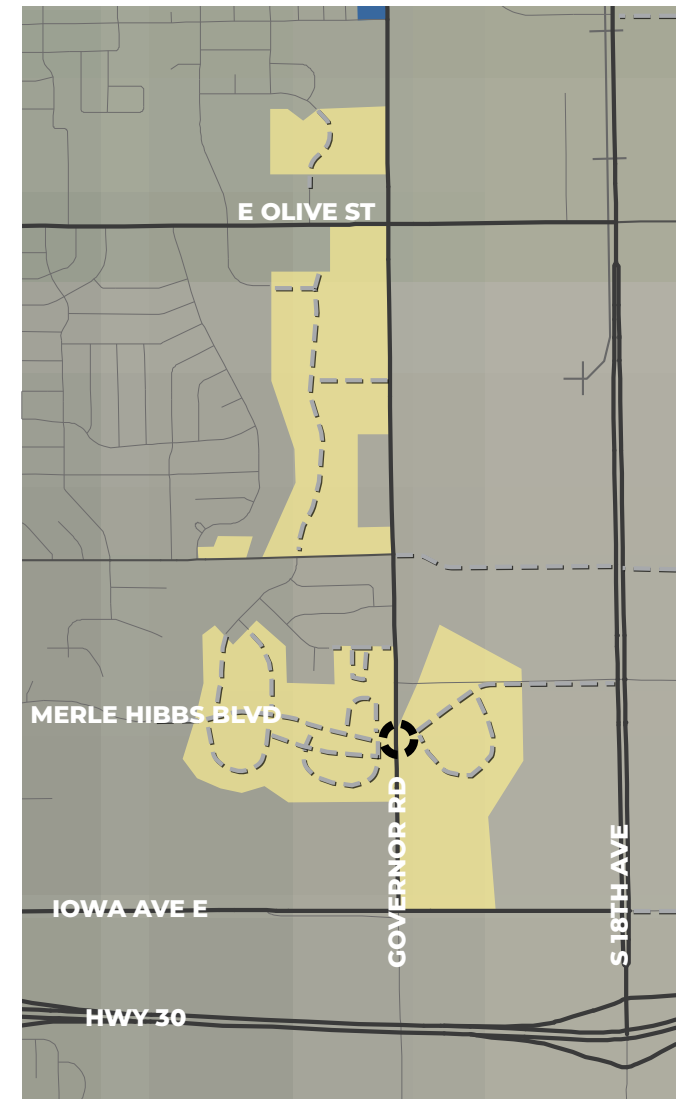 E OLIVE ST
MERLE HIBBS BLVD
GOVERNOR RD
S 18TH AVE
IOWA AVE E
HWY 30